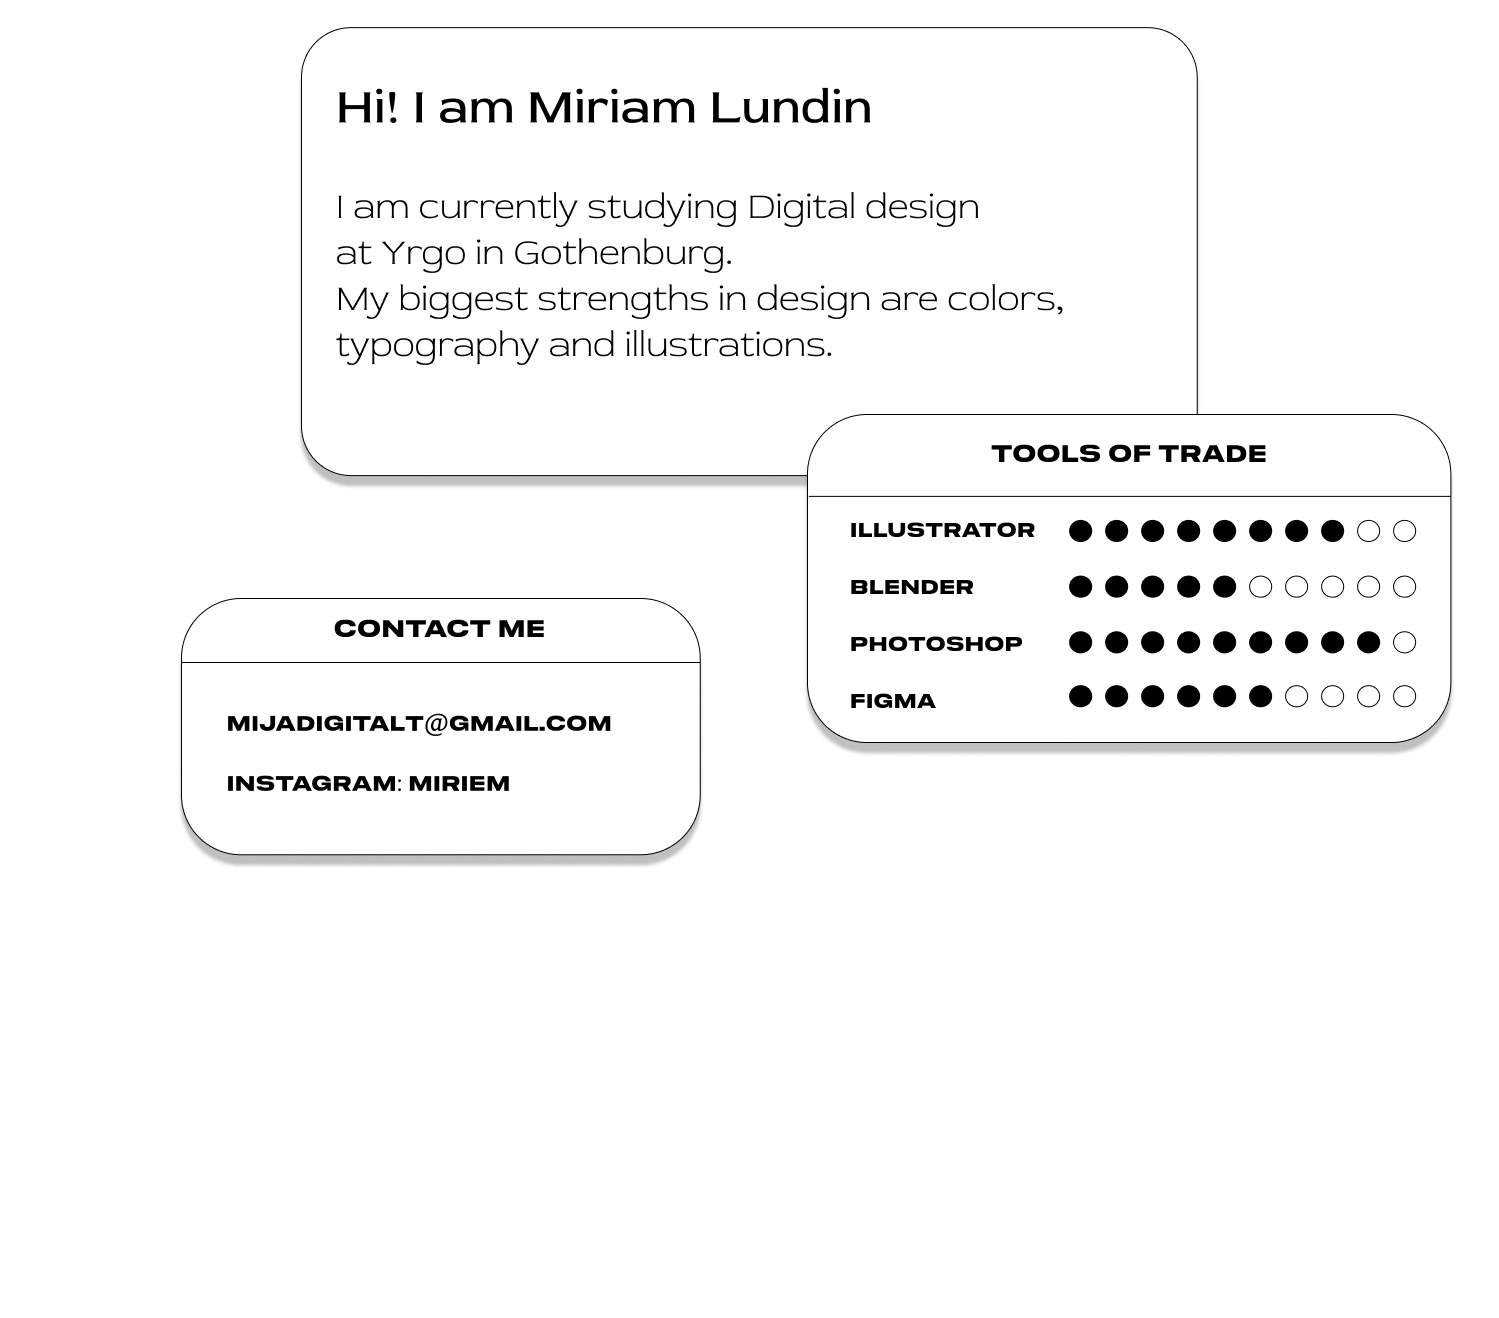 Hi! I am Miriam Lundin
I am currently studying Digital design
at Yrgo in Gothenburg.
My biggest strengths in design are colors,
typography and illustrations.
TOOLS OF TRADE
ILLUSTRATOR
BLENDER
PHOTOSHOP
FIGMA
CONTACT ME
MIJADIGITALT@GMAIL.COM
INSTAGRAM: MIRIEM